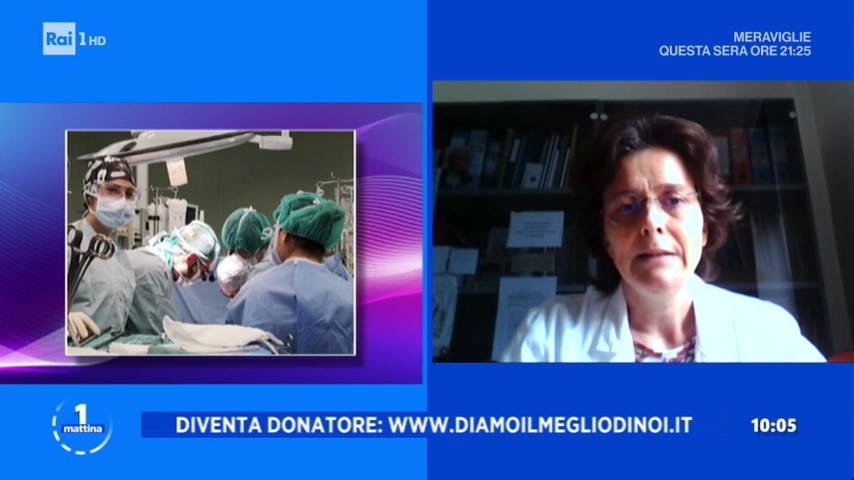 Rai 1 HD
MERAVIGLIE
QUESTA SERA ORE 21:25
1
mattina
DIVENTA DONATORE: WWW.DIAMOILMEGLIODINOI.IT
10:05